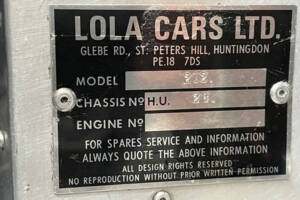 LOLA CARS LTD.
GLEBE RD., ST. PETERS HILL, HUNTINGDON
PE.18 7DS
MODEL
CHASSIS Nº H.U.
ENGINE Nº
FOR SPARES SERVICE AND INFORMATION
ALWAYS QUOTE THE ABOVE INFORMATION
ALL DESIGN RIGHTS RESERVED
NO REPRODUCTION WITHOUT PRIOR WRITTEN PERMISSION